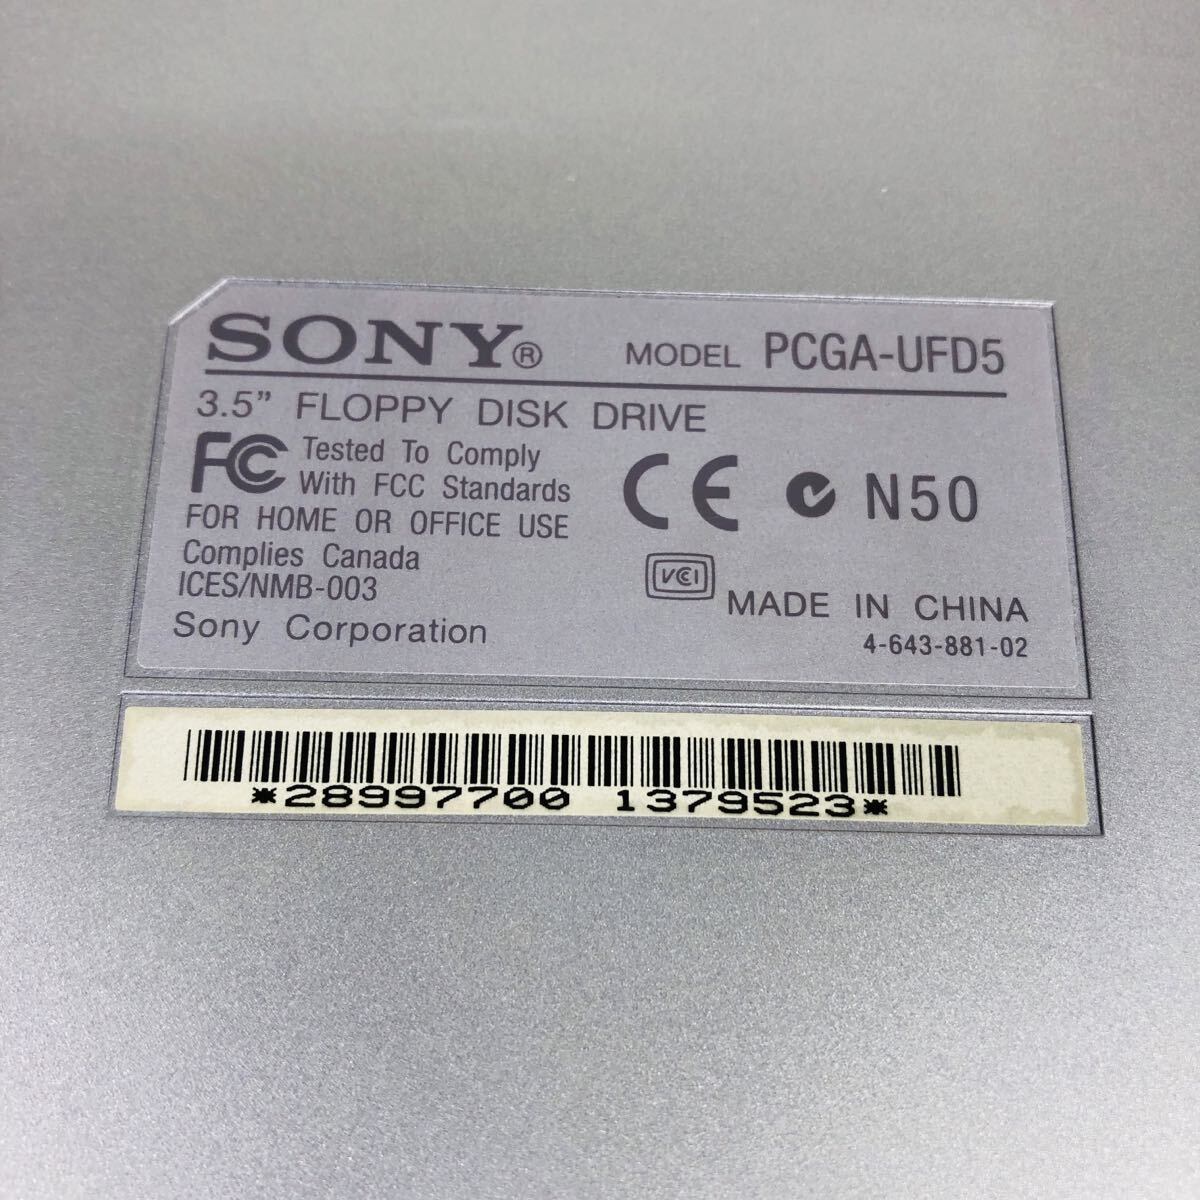 SONY® MODEL PCGA-UFD5
3.5” FLOPPY DISK DRIVE
FC Tested To Comply
With FCC Standards
FOR HOME OR OFFICE USE
Complies Canada
ICES/NMB-003
Sony Corporation
CE N50
VCCI
MADE IN CHINA
4-643-881-02
*28997700 1379523*